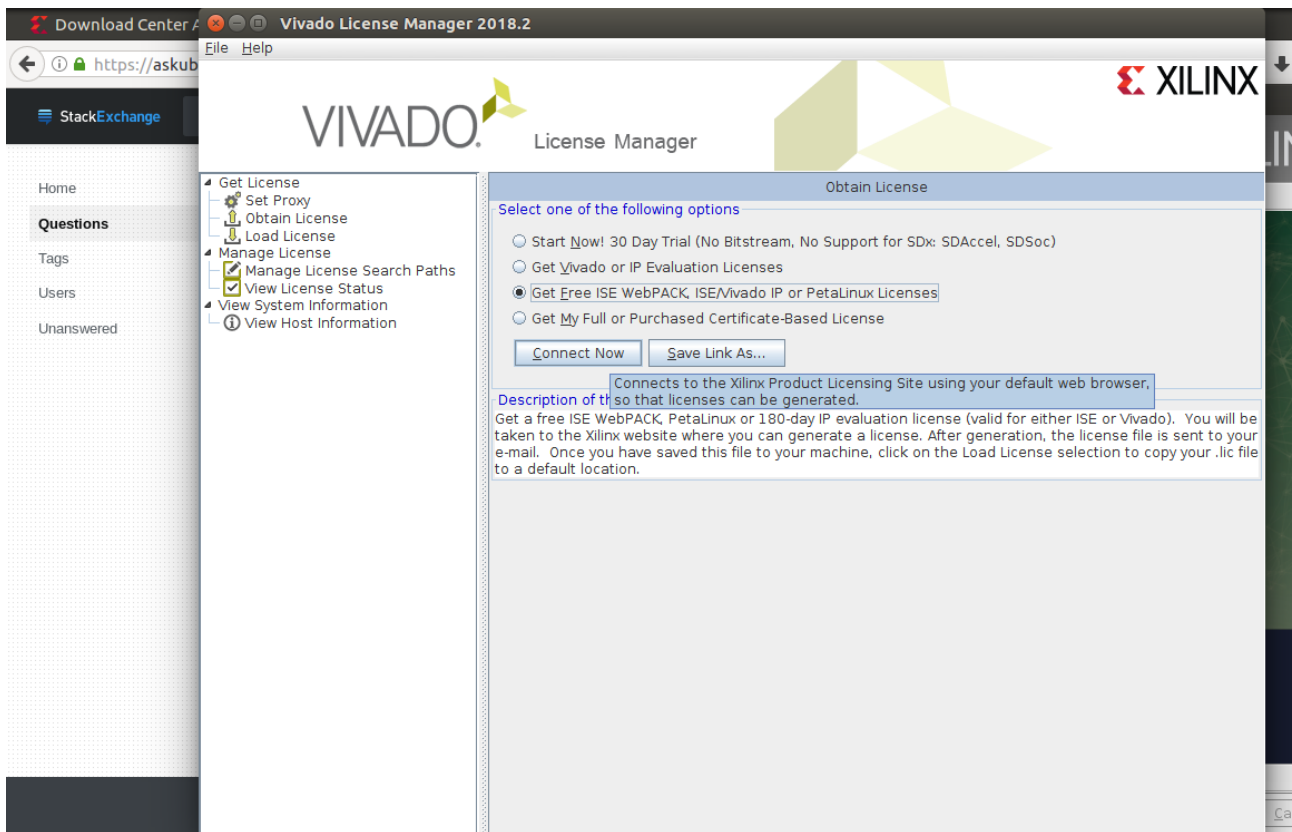 Download Center A
Vivado License Manager 2018.2
File Help
https://askub
XILINX
StackExchange
VIVADO.
License Manager
Home
Questions
Tags
Users
Unanswered
Get License
Set Proxy
Obtain License
Load License
Manage License
Manage License Search Paths
View License Status
View System Information
View Host Information
Obtain License
Select one of the following options
Start Now! 30 Day Trial (No Bitstream, No Support for SDx: SDAccel, SDSoc)
Get Vivado or IP Evaluation Licenses
Get Free ISE WebPACK, ISE/Vivado IP or PetaLinux Licenses
Get My Full or Purchased Certificate-Based License
Connect Now
Save Link As...
Connects to the Xilinx Product Licensing Site using your default web browser,
so that licenses can be generated.
Description of th
Get a free ISE WebPACK, PetaLinux or 180-day IP evaluation license (valid for either ISE or Vivado). You will be
taken to the Xilinx website where you can generate a license. After generation, the license file is sent to your
e-mail. Once you have saved this file to your machine, click on the Load License selection to copy your .lic file
to a default location.
Ca